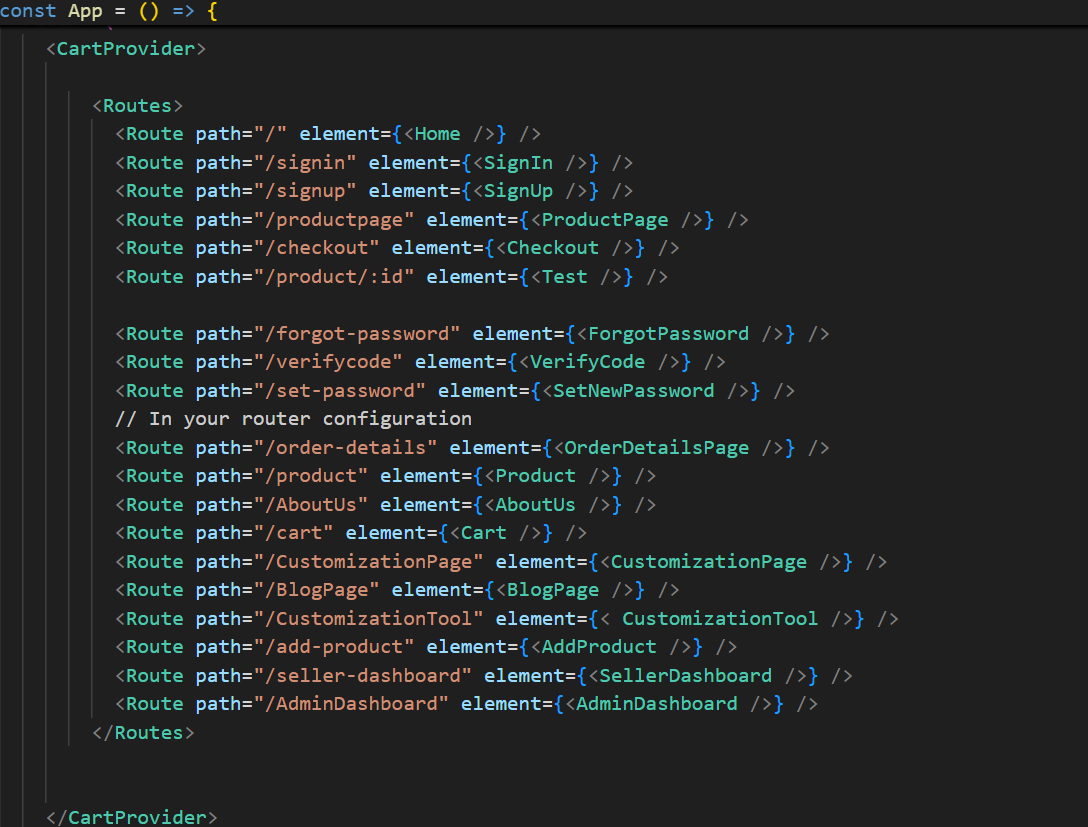 const App = () => {
<CartProvider>
<Routes>
<Route path="/" element={<Home />} />
<Route path="/signin" element={<SignIn />} />
<Route path="/signup" element={<SignUp />} />
<Route path="/productpage" element={<ProductPage />} />
<Route path="/checkout" element={<Checkout />} />
<Route path="/product/:id" element={<Test />} />
<Route path="/forgot-password" element={<ForgotPassword />} />
<Route path="/verifycode" element={<VerifyCode />} />
<Route path="/set-password" element={<SetNewPassword />} />
// In your router configuration
<Route path="/order-details" element={<OrderDetailsPage />} />
<Route path="/product" element={<Product />} />
<Route path="/AboutUs" element={<AboutUs />} />
<Route path="/cart" element={<Cart />} />
<Route path="/CustomizationPage" element={<CustomizationPage />} />
<Route path="/BlogPage" element={<BlogPage />} />
<Route path="/CustomizationTool" element={< CustomizationTool />} />
<Route path="/add-product" element={<AddProduct />} />
<Route path="/seller-dashboard" element={<SellerDashboard />} />
<Route path="/AdminDashboard" element={<AdminDashboard />} />
</Routes>
</CartProvider>